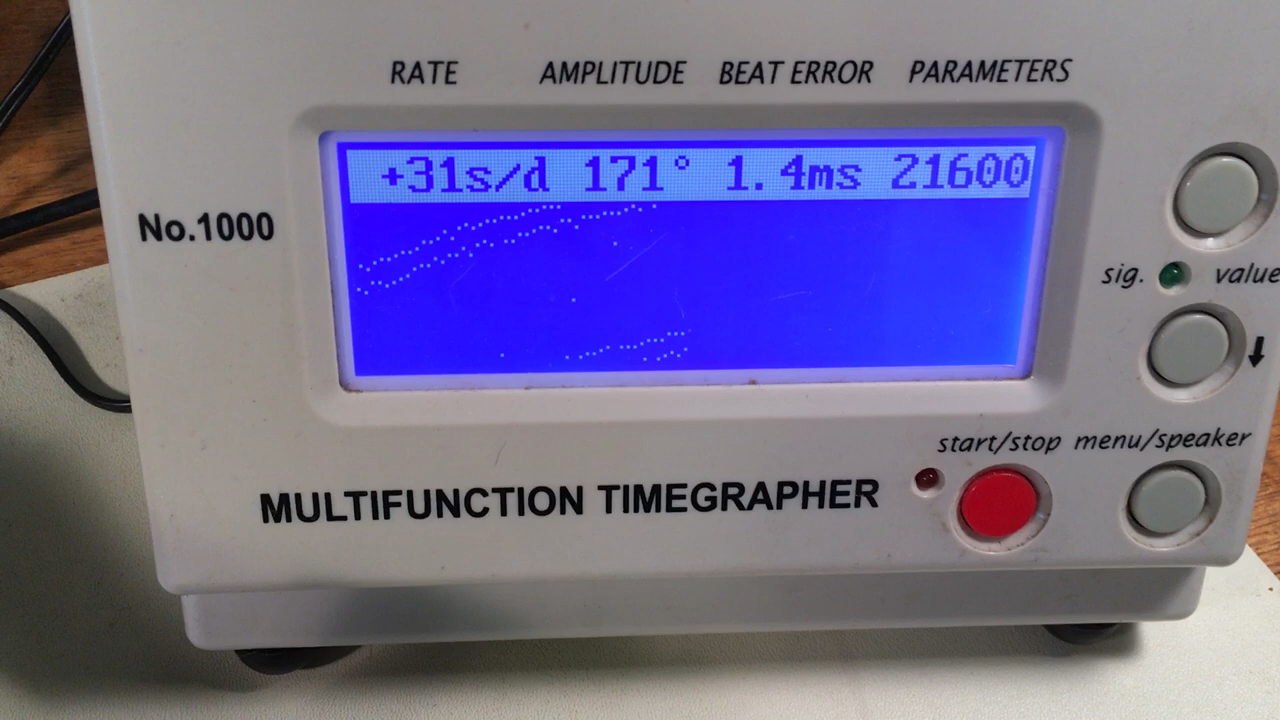 RATE AMPLITUDE BEAT ERROR PARAMETERS
+31s/d 171° 1.4ms 21600
No.1000
sig. value
↓
start/stop menu/speaker
MULTIFUNCTION TIMEGRAPHER